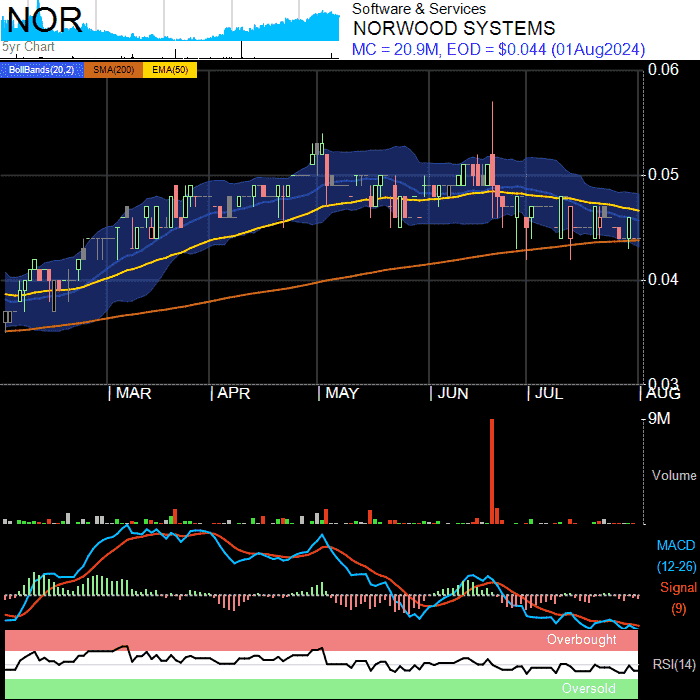 NOR
5yr Chart
Software & Services
NORWOOD SYSTEMS
MC = 20.9M, EOD = $0.044 (01Aug2024)
BollBands(20,2) SMA(200) EMA(50)
0.06
0.05
0.04
0.03
MAR APR MAY JUN JUL AUG
9M
Volume
MACD
(12-26)
Signal
(9)
Overbought
RSI(14)
Oversold